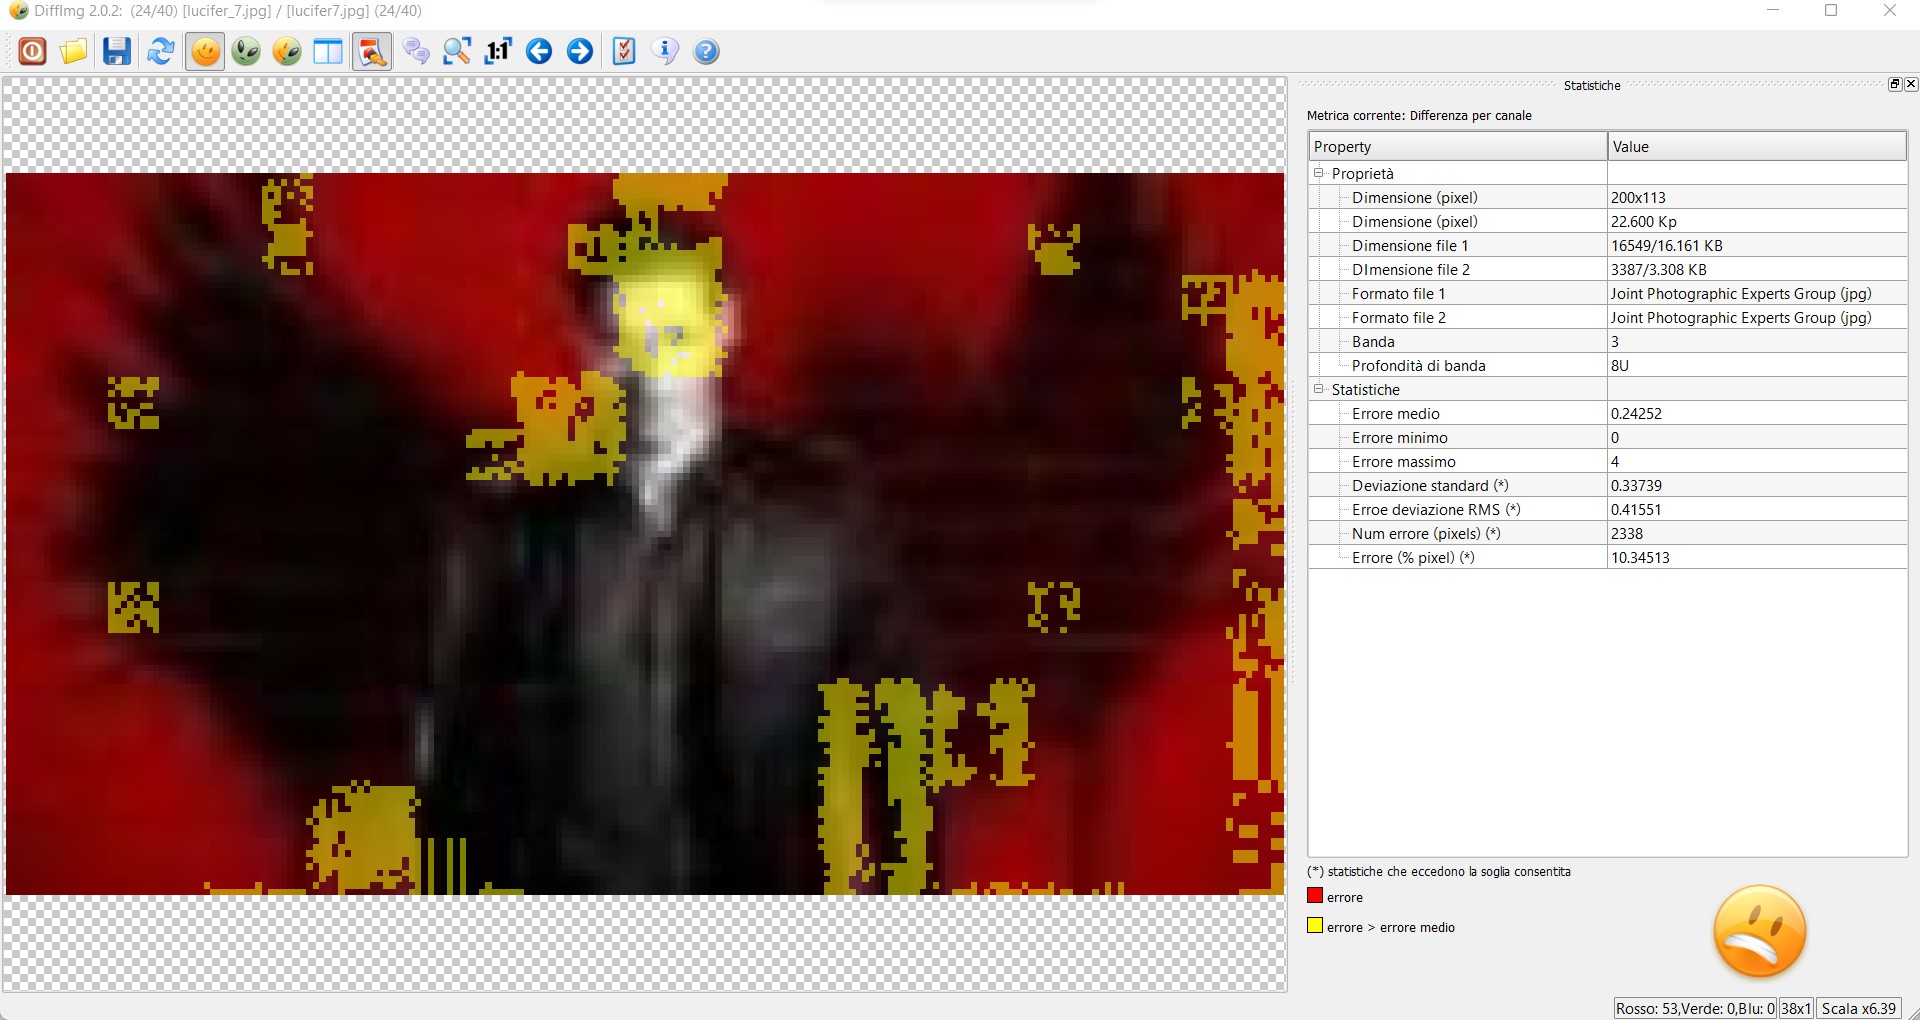 DiffImg 2.0.2: (24/40) [lucifer_7.jpg] / [lucifer7.jpg] (24/40)
1:1
Statistiche
Metrica corrente: Differenza per canale
Property Value
Proprietà
Dimensione (pixel) 200x113
Dimensione (pixel) 22.600 Kp
Dimensione file 1 16549/16.161 KB
DImensione file 2 3387/3.308 KB
Formato file 1 Joint Photographic Experts Group (jpg)
Formato file 2 Joint Photographic Experts Group (jpg)
Banda 3
Profondità di banda 8U
Statistiche
Errore medio 0.24252
Errore minimo 0
Errore massimo 4
Deviazione standard (*) 0.33739
Erroe deviazione RMS (*) 0.41551
Num errore (pixels) (*) 2338
Errore (% pixel) (*) 10.34513
(*) statistiche che eccedono la soglia consentita
errore
errore > errore medio
Rosso: 53,Verde: 0,Blu: 0 38x1 Scala x6.39